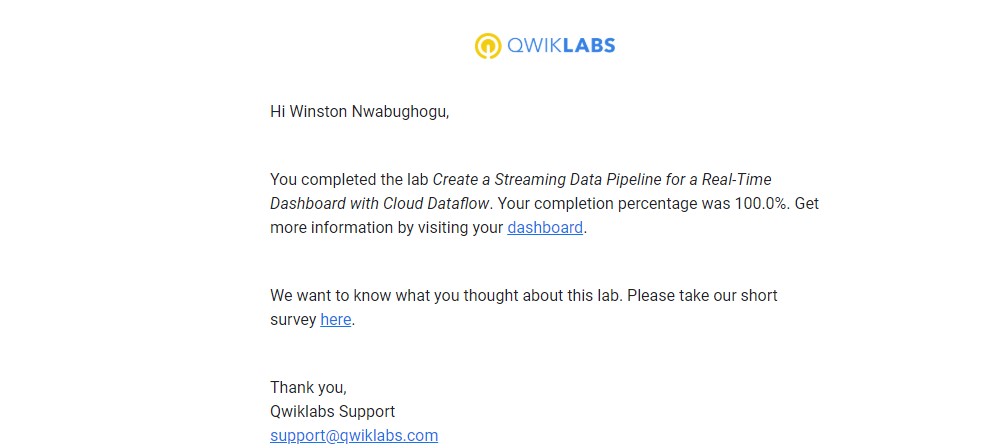 QWIKLABS
Hi Winston Nwabughogu,
You completed the lab Create a Streaming Data Pipeline for a Real-Time
Dashboard with Cloud Dataflow. Your completion percentage was 100.0%. Get
more information by visiting your dashboard.
We want to know what you thought about this lab. Please take our short
survey here.
Thank you,
Qwiklabs Support
support@qwiklabs.com